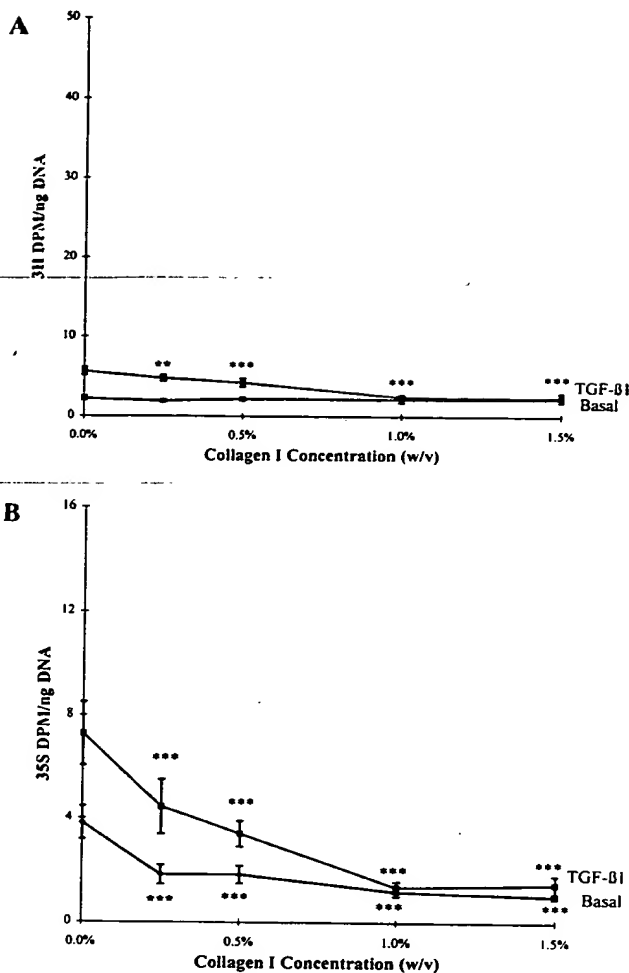 A
50
40
30
20
10
0
3H DPM/ng DNA
** *** *** ***
TGF-ß1
Basal
0.0% 0.5% 1.0% 1.5%
Collagen I Concentration (w/v)
B
16
12
8
4
0
35S DPM/ng DNA
*** *** *** ***
TGF-ß1
*** *** *** ***
Basal
0.0% 0.5% 1.0% 1.5%
Collagen I Concentration (w/v)